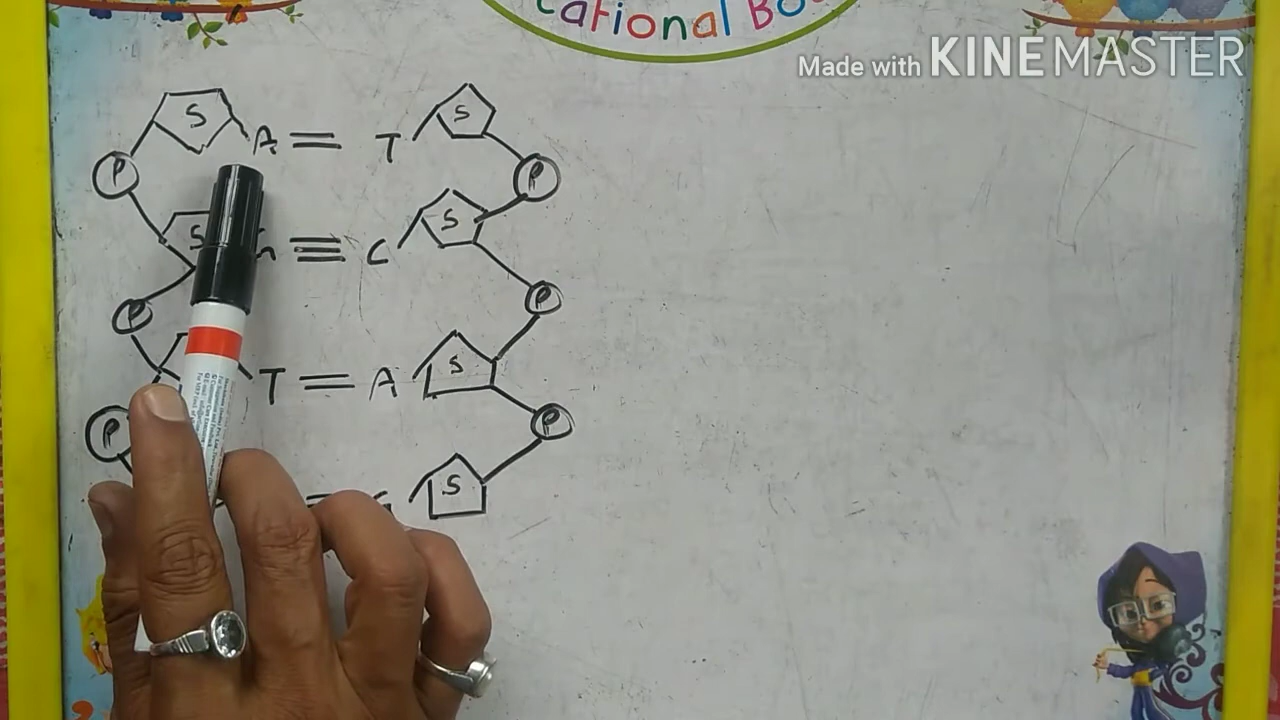 cational Bo
Made with KINEMASTER
S A = T S
P P
S ≡ C S
P P
T = A S
P P
S